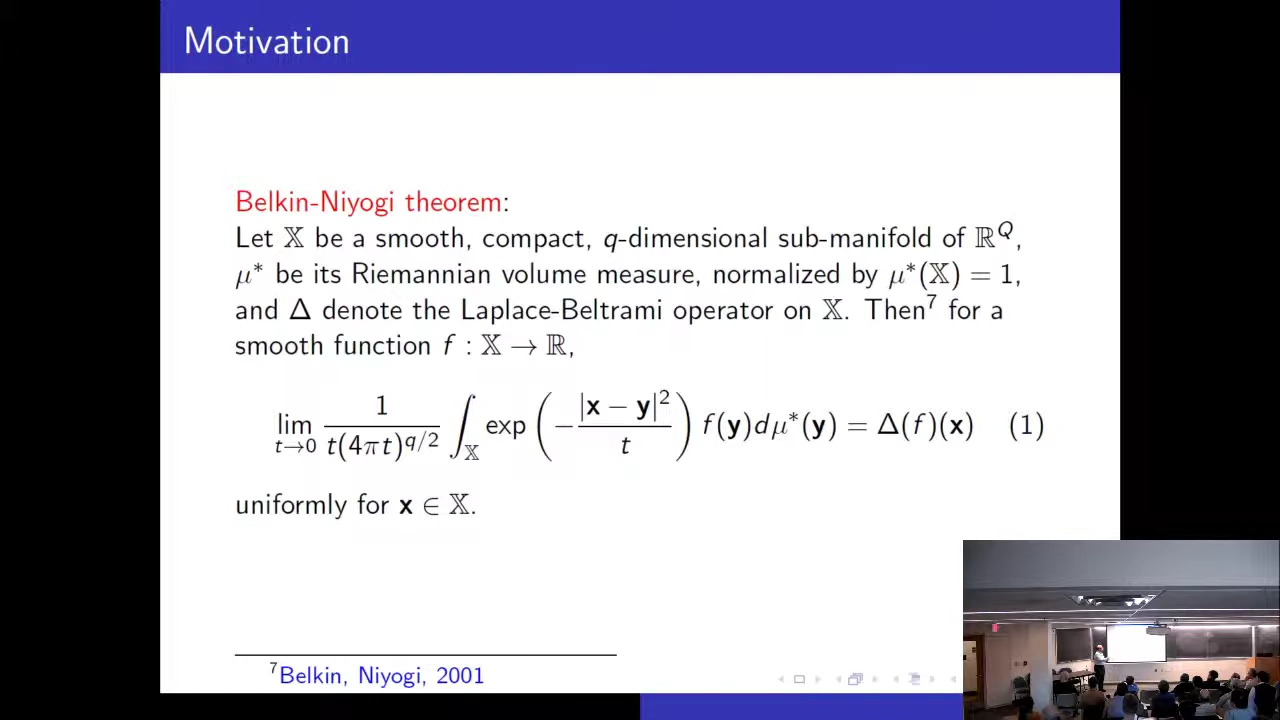 Motivation
Belkin-Niyogi theorem:
Let 𝕏 be a smooth, compact, q-dimensional sub-manifold of ℝ^Q,
μ* be its Riemannian volume measure, normalized by μ*(𝕏) = 1,
and Δ denote the Laplace-Beltrami operator on 𝕏. Then⁷ for a
smooth function f : 𝕏 → ℝ,
lim_{t→0} 1/(t(4πt)^{q/2}) ∫_𝕏 exp(−|x − y|²/t) f(y)dμ*(y) = Δ(f)(x) (1)
uniformly for x ∈ 𝕏.
⁷Belkin, Niyogi, 2001